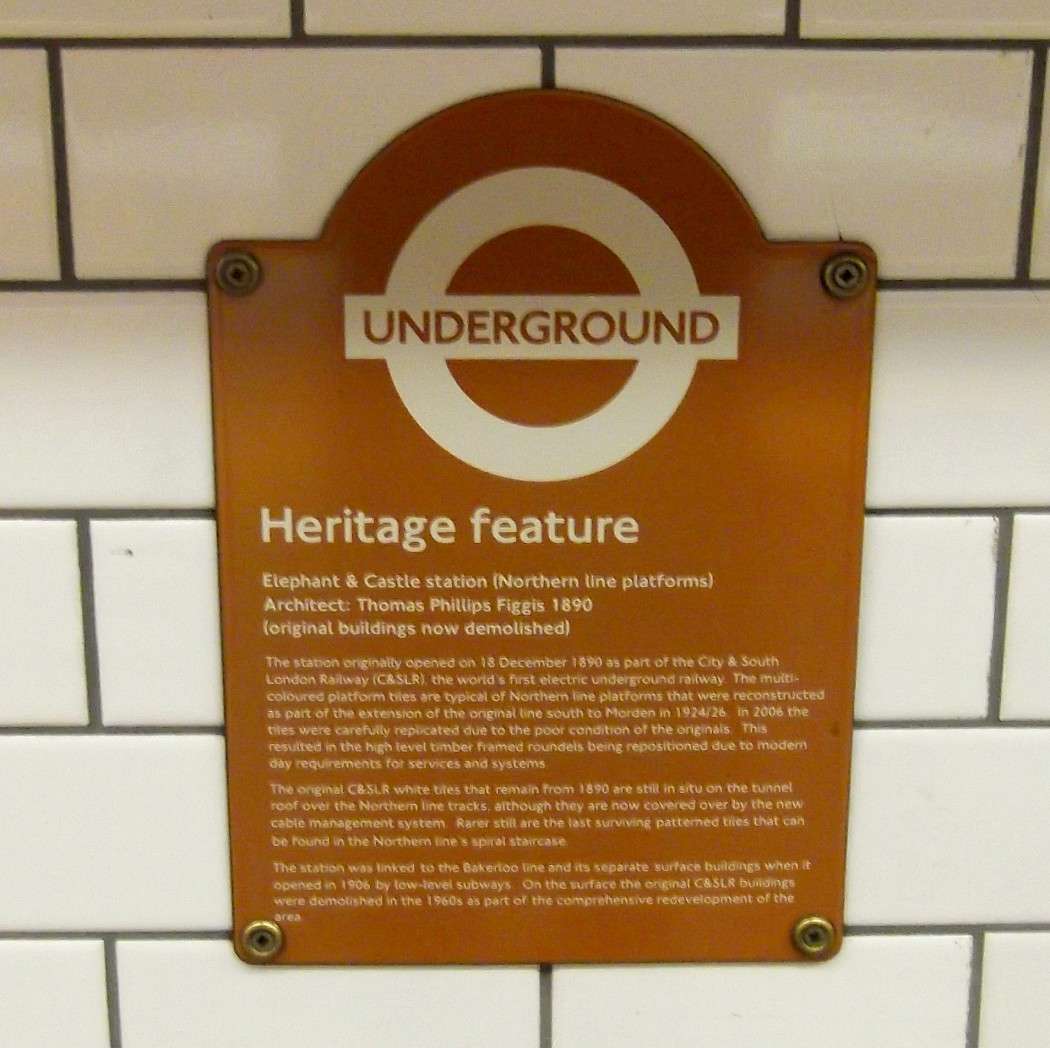 UNDERGROUND
Heritage feature
Elephant & Castle station (Northern line platforms)
Architect: Thomas Phillips Figgis 1890
(original buildings now demolished)
The station originally opened on 18 December 1890 as part of the City & South
London Railway (C&SLR), the world's first electric underground railway. The multi-
coloured platform tiles are typical of Northern line platforms that were reconstructed
as part of the extension of the original line south to Morden in 1924/26. In 2006 the
tiles were carefully replicated due to the poor condition of the originals. This
resulted in the high level timber framed roundels being repositioned due to modern
day requirements for services and systems.
The original C&SLR white tiles that remain from 1890 are still in situ on the tunnel
roof over the Northern line tracks, although they are now covered over by the new
cable management system. Rarer still are the last surviving patterned tiles that can
be found in the Northern line's spiral staircase.
The station was linked to the Bakerloo line and its separate surface buildings when it
opened in 1906 by low-level subways. On the surface the original C&SLR buildings
were demolished in the 1960s as part of the comprehensive redevelopment of the
area.